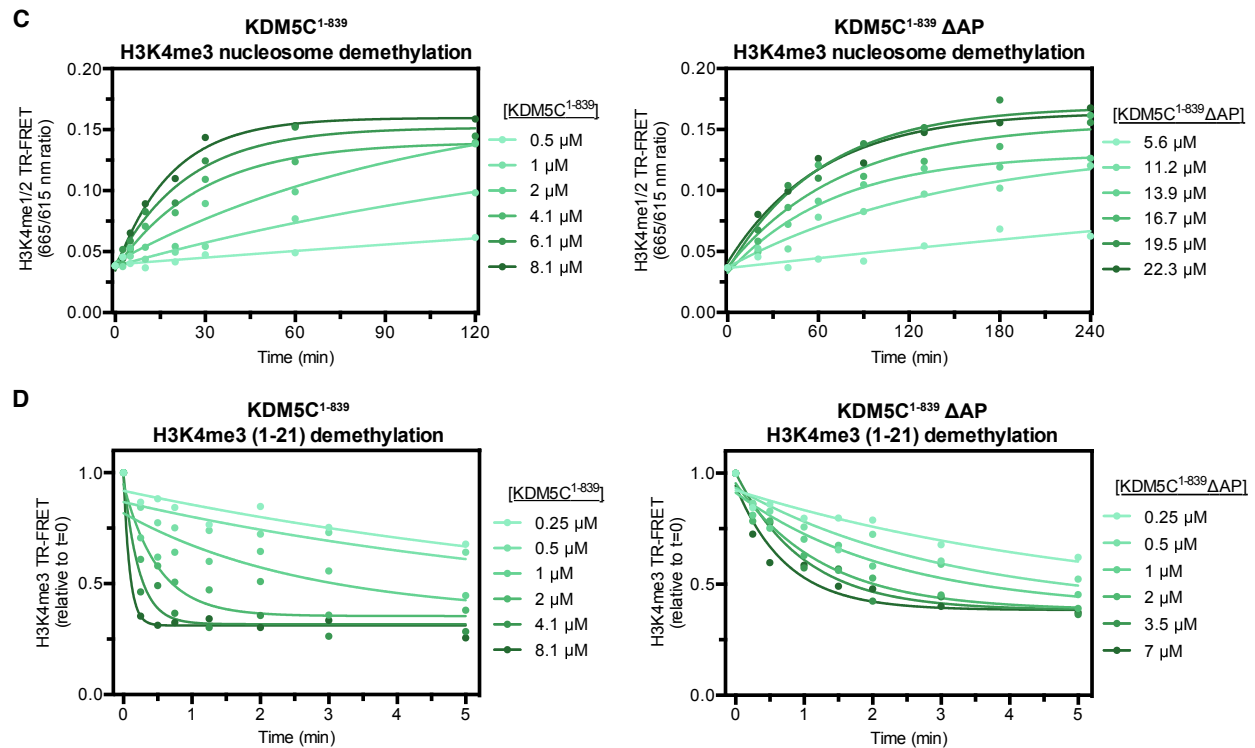 C
KDM5C¹⁻⁸³⁹
H3K4me3 nucleosome demethylation
H3K4me1/2 TR-FRET
(665/615 nm ratio)
0.20
0.15
0.10
0.05
0.00
0 30 60 90 120
Time (min)
[KDM5C¹⁻⁸³⁹]
0.5 µM
1 µM
2 µM
4.1 µM
6.1 µM
8.1 µM
KDM5C¹⁻⁸³⁹ ΔAP
H3K4me3 nucleosome demethylation
H3K4me1/2 TR-FRET
(665/615 nm ratio)
0.20
0.15
0.10
0.05
0.00
0 60 120 180 240
Time (min)
[KDM5C¹⁻⁸³⁹ΔAP]
5.6 µM
11.2 µM
13.9 µM
16.7 µM
19.5 µM
22.3 µM
D
KDM5C¹⁻⁸³⁹
H3K4me3 (1-21) demethylation
H3K4me3 TR-FRET
(relative to t=0)
1.0
0.5
0.0
0 1 2 3 4 5
Time (min)
[KDM5C¹⁻⁸³⁹]
0.25 µM
0.5 µM
1 µM
2 µM
4.1 µM
8.1 µM
KDM5C¹⁻⁸³⁹ ΔAP
H3K4me3 (1-21) demethylation
H3K4me3 TR-FRET
(relative to t=0)
1.0
0.5
0.0
0 1 2 3 4 5
Time (min)
[KDM5C¹⁻⁸³⁹ΔAP]
0.25 µM
0.5 µM
1 µM
2 µM
3.5 µM
7 µM